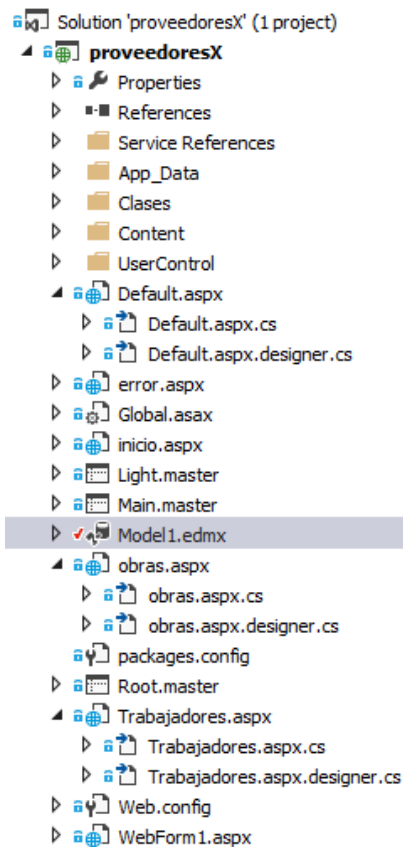 Solution 'proveedoresX' (1 project)
proveedoresX
Properties
References
Service References
App_Data
Clases
Content
UserControl
Default.aspx
Default.aspx.cs
Default.aspx.designer.cs
error.aspx
Global.asax
inicio.aspx
Light.master
Main.master
Model1.edmx
obras.aspx
obras.aspx.cs
obras.aspx.designer.cs
packages.config
Root.master
Trabajadores.aspx
Trabajadores.aspx.cs
Trabajadores.aspx.designer.cs
Web.config
WebForm1.aspx